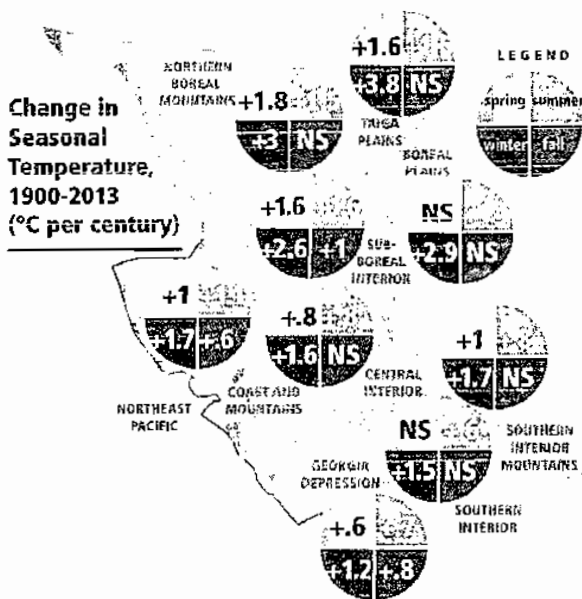 Change in
Seasonal
Temperature,
1900-2013
(°C per century)
LEGEND
spring summer
winter fall
+1.6
+3.8 NS
TAIGA
PLAINS
NORTHERN
BOREAL
MOUNTAINS
+1.8
+3 NS
BOREAL
PLAINS
NS
+2.9 NS
+1.6
+2.6 +1
SUB-
BOREAL
INTERIOR
+1
+1.7 +.6
COAST AND
MOUNTAINS
NORTHEAST
PACIFIC
+.8
+1.6 NS
CENTRAL
INTERIOR
+1
+1.7 NS
SOUTHERN
INTERIOR
MOUNTAINS
NS
+1.5 NS
SOUTHERN
INTERIOR
GEORGIA
DEPRESSION
+.6
+1.2 +.8